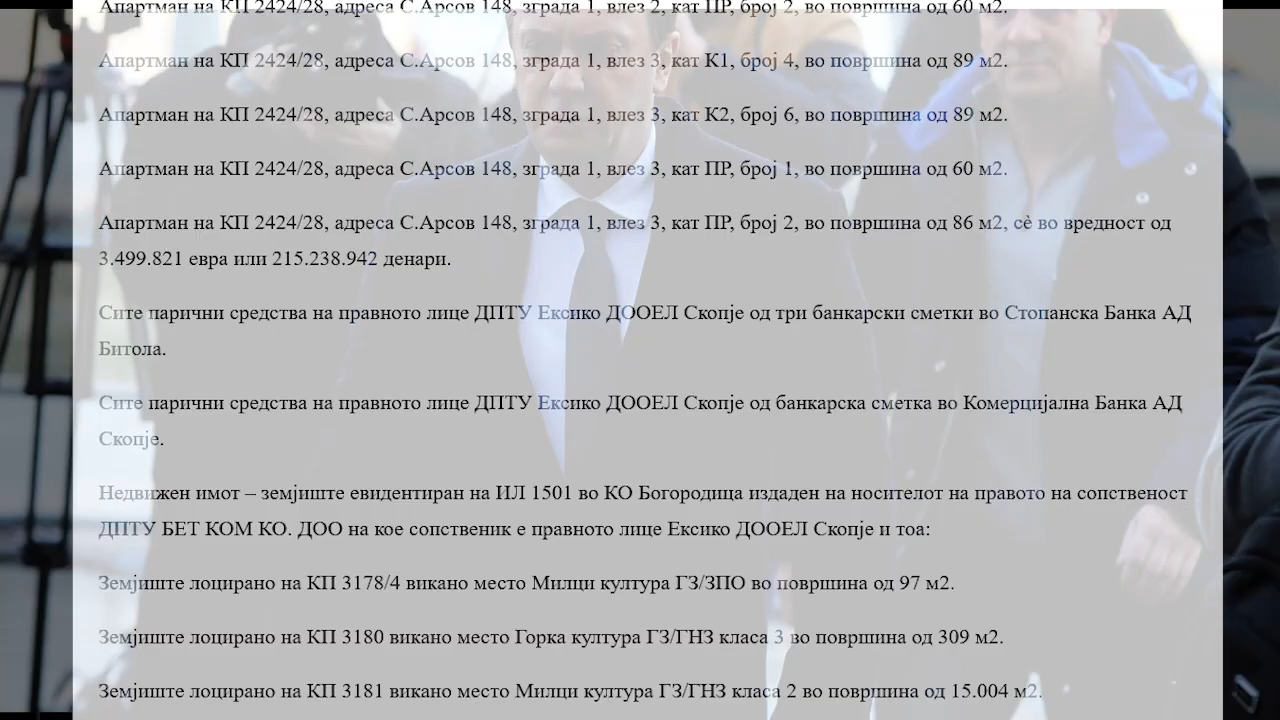 Апартман на КП 2424/28, адреса С.Арсов 148, зграда 1, влез 2, кат ПР, број 2, во површина од 60 м2.
Апартман на КП 2424/28, адреса С.Арсов 148, зграда 1, влез 3, кат К1, број 4, во површина од 89 м2.
Апартман на КП 2424/28, адреса С.Арсов 148, зграда 1, влез 3, кат К2, број 6, во површина од 89 м2.
Апартман на КП 2424/28, адреса С.Арсов 148, зграда 1, влез 3, кат ПР, број 1, во површина од 60 м2.
Апартман на КП 2424/28, адреса С.Арсов 148, зграда 1, влез 3, кат ПР, број 2, во површина од 86 м2, сѐ во вредност од
3.499.821 евра или 215.238.942 денари.
Сите парични средства на правното лице ДПТУ Ексико ДООЕЛ Скопје од три банкарски сметки во Стопанска Банка АД
Битола.
Сите парични средства на правното лице ДПТУ Ексико ДООЕЛ Скопје од банкарска сметка во Комерцијална Банка АД
Скопје.
Недвижен имот – земјиште евидентиран на ИЛ 1501 во КО Богородица издаден на носителот на правото на сопственост
ДПТУ БЕТ КОМ КО. ДОО на кое сопственик е правното лице Ексико ДООЕЛ Скопје и тоа:
Земјиште лоцирано на КП 3178/4 викано место Милци култура ГЗ/ЗПО во површина од 97 м2.
Земјиште лоцирано на КП 3180 викано место Горка култура ГЗ/ГНЗ класа 3 во површина од 309 м2.
Земјиште лоцирано на КП 3181 викано место Милци култура ГЗ/ГНЗ класа 2 во површина од 15.004 м2.